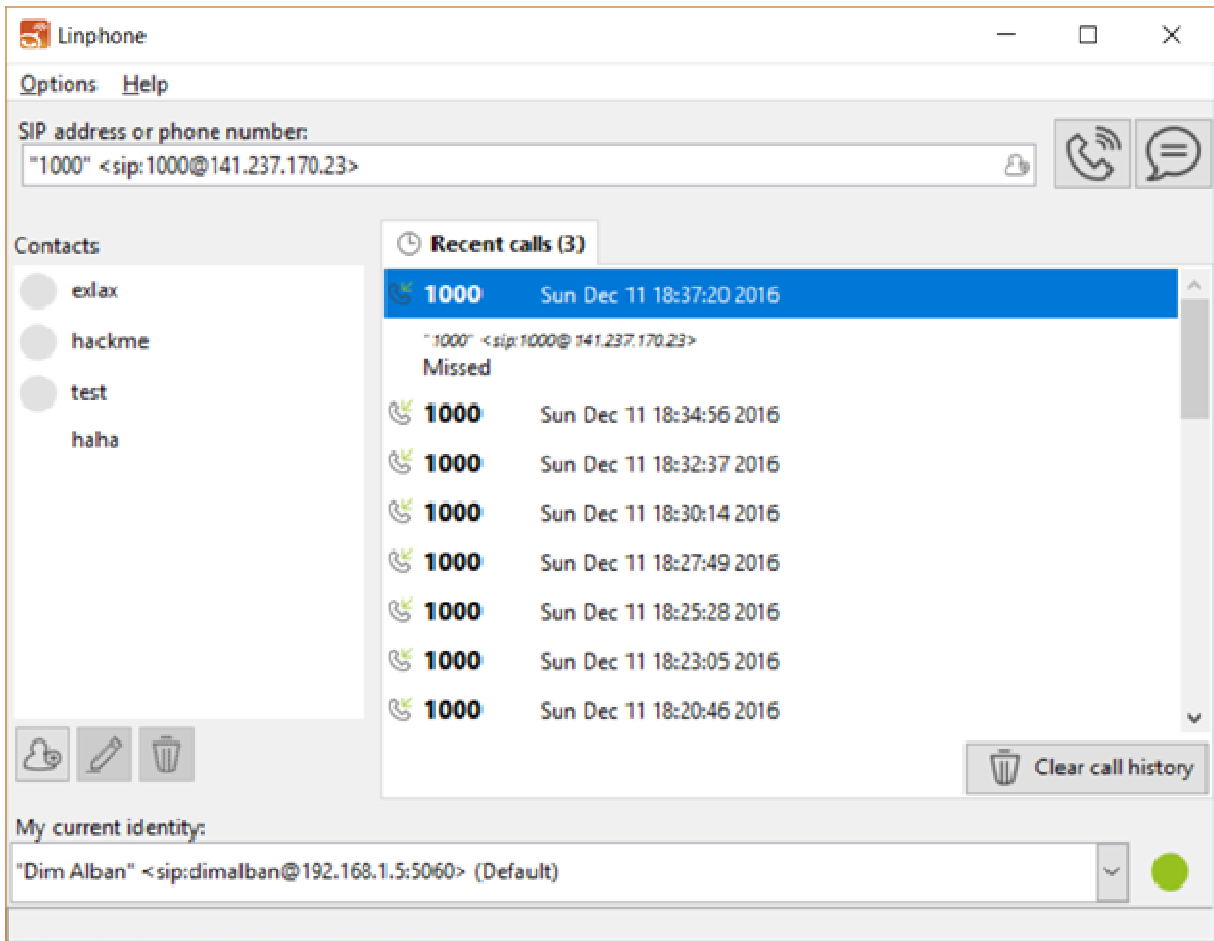 Linphone
Options Help
SIP address or phone number:
"1000" <sip:1000@141.237.170.23>
Contacts
exlax
hackme
test
halha
Recent calls (3)
1000 Sun Dec 11 18:37:20 2016
"1000" <sip:1000@141.237.170.23>
Missed
1000 Sun Dec 11 18:34:56 2016
1000 Sun Dec 11 18:32:37 2016
1000 Sun Dec 11 18:30:14 2016
1000 Sun Dec 11 18:27:49 2016
1000 Sun Dec 11 18:25:28 2016
1000 Sun Dec 11 18:23:05 2016
1000 Sun Dec 11 18:20:46 2016
Clear call history
My current identity:
"Dim Alban" <sip:dimalban@192.168.1.5:5060> (Default)